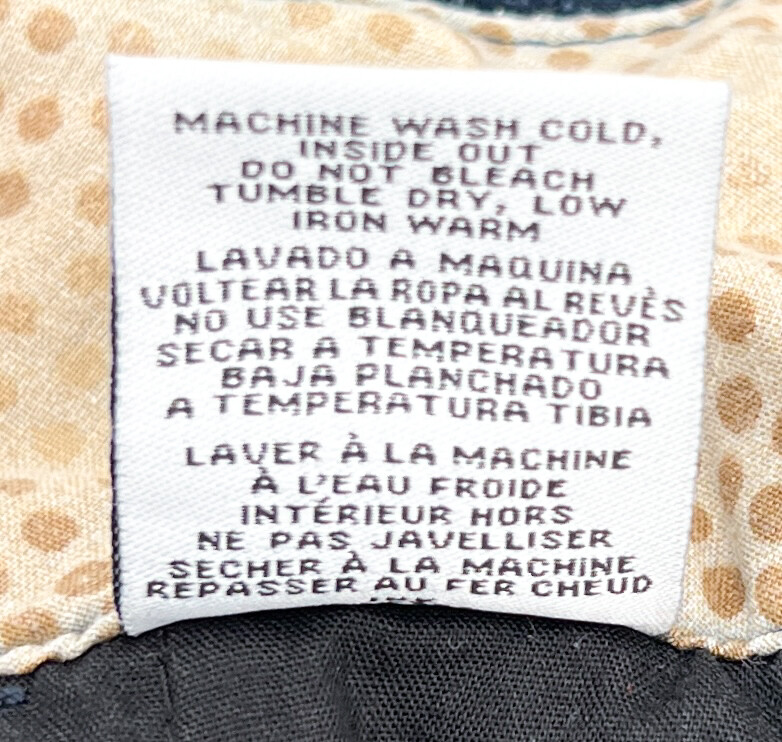 MACHINE WASH COLD,
INSIDE OUT
DO NOT BLEACH
TUMBLE DRY, LOW
IRON WARM
LAVADO A MAQUINA
VOLTEAR LA ROPA AL REVÈS
NO USE BLANQUEADOR
SECAR A TEMPERATURA
BAJA PLANCHADO
A TEMPERATURA TIBIA
LAVER À LA MACHINE
À L'EAU FROIDE
INTÉRIEUR HORS
NE PAS JAVELLISER
SECHER À LA MACHINE
REPASSER AU FER CHEUD